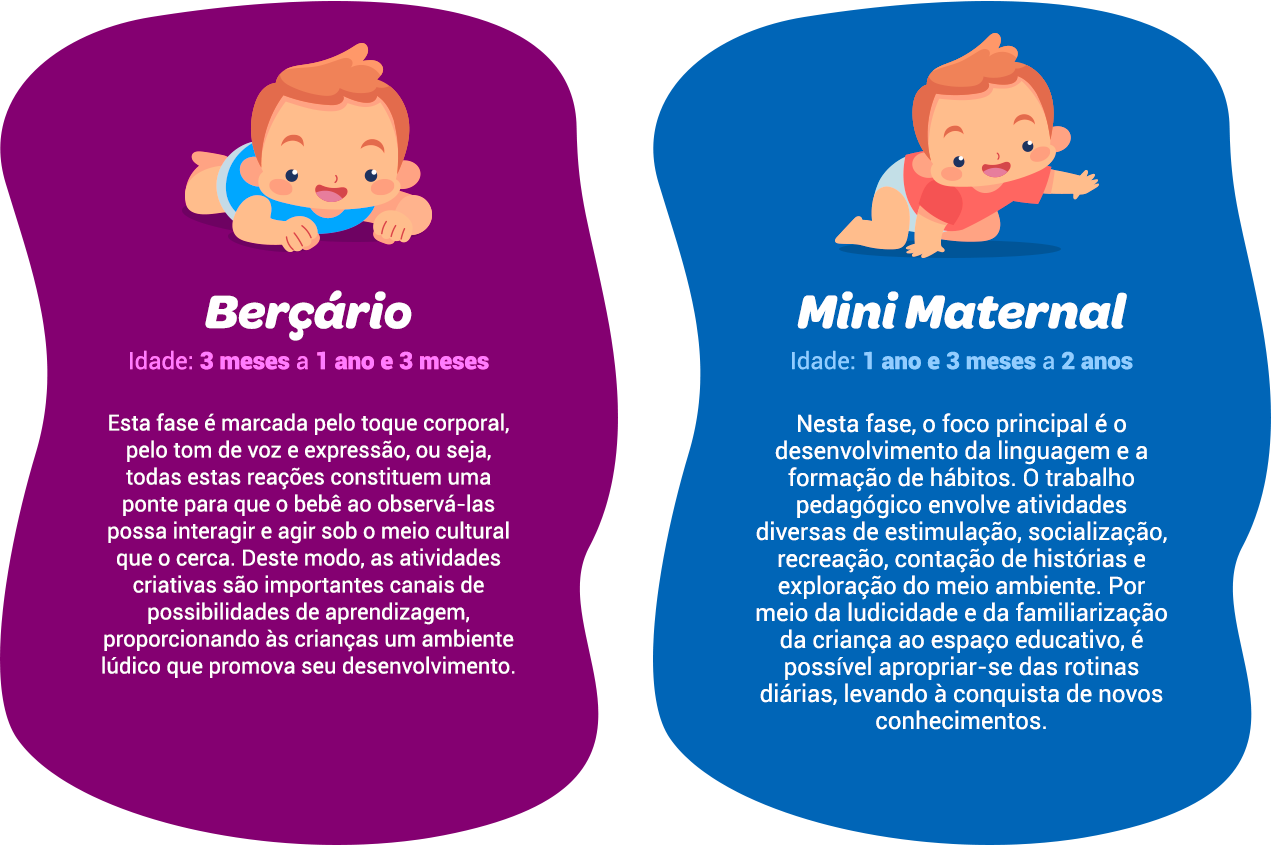 Berçário
Idade: 3 meses a 1 ano e 3 meses
Esta fase é marcada pelo toque corporal,
pelo tom de voz e expressão, ou seja,
todas estas reações constituem uma
ponte para que o bebê ao observá-las
possa interagir e agir sob o meio cultural
que o cerca. Deste modo, as atividades
criativas são importantes canais de
possibilidades de aprendizagem,
proporcionando às crianças um ambiente
lúdico que promova seu desenvolvimento.
Mini Maternal
Idade: 1 ano e 3 meses a 2 anos
Nesta fase, o foco principal é o
desenvolvimento da linguagem e a
formação de hábitos. O trabalho
pedagógico envolve atividades
diversas de estimulação, socialização,
recreação, contação de histórias e
exploração do meio ambiente. Por
meio da ludicidade e da familiarização
da criança ao espaço educativo, é
possível apropriar-se das rotinas
diárias, levando à conquista de novos
conhecimentos.